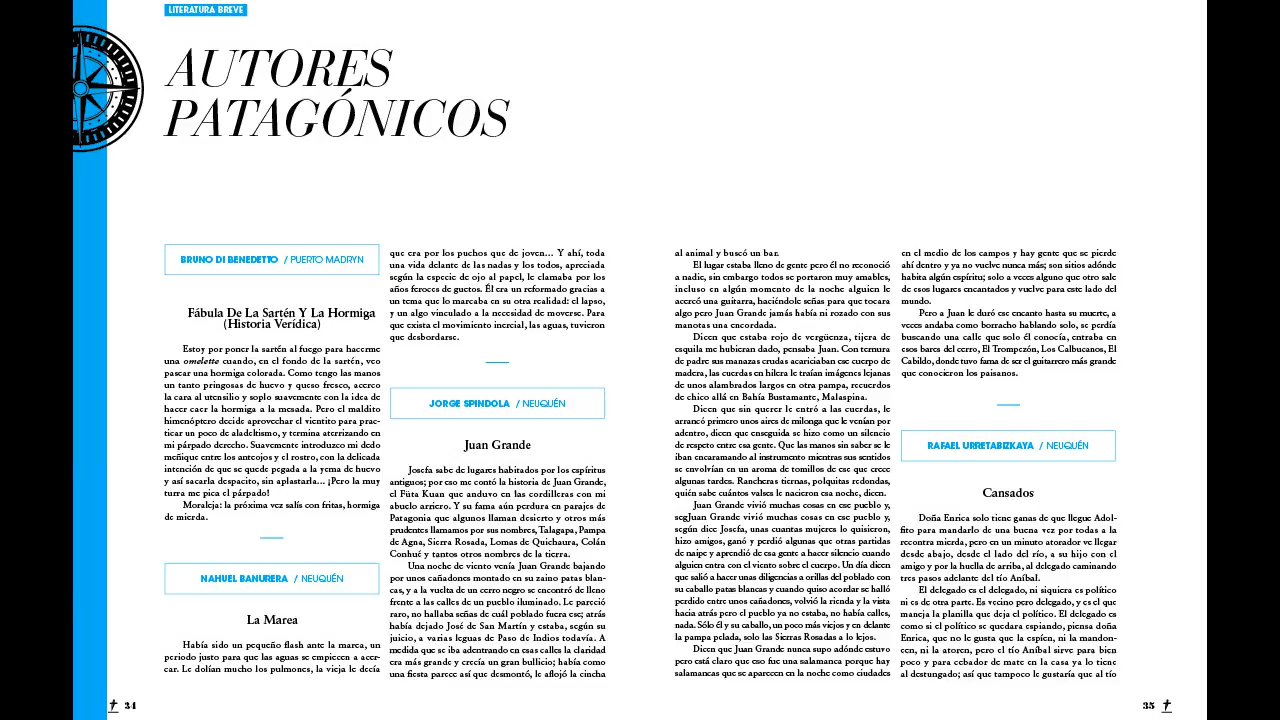 LITERATURA BREVE
AUTORES
PATAGÓNICOS
BRUNO DI BENEDETTO / PUERTO MADRYN
Fábula De La Sartén Y La Hormiga
(Historia Verídica)
Estoy por poner la sartén al fuego para hacerme
una omelette cuando, en el fondo de la sartén, veo
pasear una hormiga colorada. Como tengo las manos
un tanto pringosas de huevo y queso fresco, acerco
la cara al utensilio y soplo suavemente con la idea de
hacer caer la hormiga a la mesada. Pero el maldito
himenóptero decide aprovechar el vientito para prac-
ticar un poco de aladeltismo, y termina aterrizando en
mi párpado derecho. Suavemente introduzco mi dedo
meñique entre los anteojos y el rostro, con la delicada
intención de que se quede pegada a la yema de huevo
y así sacarla despacito, sin aplastarla... ¡Pero la muy
turra me pica el párpado!
Moraleja: la próxima vez salís con fritas, hormiga
de mierda.
NAHUEL BANURERA / NEUQUÉN
La Marea
Había sido un pequeño flash ante la marea, un
periodo justo para que las aguas se empiecen a acer-
car. Le dolían mucho los pulmones, la vieja le decía
que era por los puchos que de joven... Y ahí, toda
una vida delante de las nadas y los todos, apreciada
según la especie de ojo al papel, le clamaba por los
años feroces de guetos. Él era un reformado gracias a
un tema que lo marcaba en su otra realidad: el lapso,
y un algo vinculado a la necesidad de moverse. Para
que exista el movimiento inercial, las aguas, tuvieron
que desbordarse.
JORGE SPINDOLA / NEUQUÉN
Juan Grande
Josefa sabe de lugares habitados por los espíritus
antiguos; por eso me contó la historia de Juan Grande,
el Füta Kuan que anduvo en las cordilleras con mi
abuelo arriero. Y su fama aún perdura en parajes de
Patagonia que algunos llaman desierto y otros más
prudentes llamamos por sus nombres, Talagapa, Pampa
de Agna, Sierra Rosada, Lomas de Quichaura, Colán
Conhué y tantos otros nombres de la tierra.
Una noche de viento venía Juan Grande bajando
por unos cañadones montado en su zaino patas blan-
cas, y a la vuelta de un cerro negro se encontró de lleno
frente a las calles de un pueblo iluminado. Le pareció
raro, no hallaba señas de cuál poblado fuera ese; atrás
había dejado José de San Martín y estaba, según su
juicio, a varias leguas de Paso de Indios todavía. A
medida que se iba adentrando en esas calles la claridad
era más grande y crecía un gran bullicio; había como
una fiesta parece así que desmontó, le aflojó la cincha
al animal y buscó un bar.
El lugar estaba lleno de gente pero él no reconoció
a nadie, sin embargo todos se portaron muy amables,
incluso en algún momento de la noche alguien le
acercó una guitarra, haciéndole señas para que tocara
algo pero Juan Grande jamás había ni rozado con sus
manotas una encordada.
Dicen que estaba rojo de vergüenza, tijera de
esquila me hubieran dado, pensaba Juan. Con ternura
de padre sus manazas crudas acariciaban ese cuerpo de
madera, las cuerdas en hilera le traían imágenes lejanas
de unos alambrados largos en otra pampa, recuerdos
de chico allá en Bahía Bustamante, Malaspina.
Dicen que sin querer le entró a las cuerdas, le
arrancó primero unos aires de milonga que le venían por
adentro, dicen que enseguida se hizo como un silencio
de respeto entre esa gente. Que las manos sin saber se le
iban encaramando al instrumento mientras sus sentidos
se envolvían en un aroma de tomillos de ese que crece
algunas tardes. Rancheras tiernas, polquitas redondas,
quién sabe cuántos valses le nacieron esa noche, dicen.
Juan Grande vivió muchas cosas en ese pueblo y,
segJuan Grande vivió muchas cosas en ese pueblo y,
según dice Josefa, unas cuantas mujeres lo quisieron,
hizo amigos, ganó y perdió algunas que otras partidas
de naipe y aprendió de esa gente a hacer silencio cuando
alguien entra con el viento sobre el cuerpo. Un día dicen
que salió a hacer unas diligencias a orillas del poblado con
su caballo patas blancas y cuando quiso acordar se halló
perdido entre unos cañadones, volvió la rienda y la vista
hacia atrás pero el pueblo ya no estaba, no había calles,
nada. Sólo él y su caballo, un poco más viejos y en delante
la pampa pelada, solo las Sierras Rosadas a lo lejos.
Dicen que Juan Grande nunca supo adónde estuvo
pero está claro que eso fue una salamanca porque hay
salamancas que se aparecen en la noche como ciudades
en el medio de los campos y hay gente que se pierde
ahí dentro y ya no vuelve nunca más; son sitios adónde
habita algún espíritu; solo a veces alguno que otro sale
de esos lugares encantados y vuelve para este lado del
mundo.
Pero a Juan le duró ese encanto hasta su muerte, a
veces andaba como borracho hablando solo, se perdía
buscando una calle que sólo él conocía, entraba en
esos bares del cerro, El Trompezón, Los Calbucanos, El
Cabildo, donde tuvo fama de ser el guitarrero más grande
que conocieron los paisanos.
RAFAEL URRETABIZKAYA / NEUQUÉN
Cansados
Doña Enrica solo tiene ganas de que llegue Adol-
fito para mandarlo de una buena vez por todas a la
recontra mierda, pero en un minuto atorador ve llegar
desde abajo, desde el lado del río, a su hijo con el
amigo y por la huella de arriba, al delegado caminando
tres pasos adelante del tío Aníbal.
El delegado es el delegado, ni siquiera es político
ni es de otra parte. Es vecino pero delegado, y es el que
maneja la planilla que deja el político. El delegado es
como si el político se quedara espiando, piensa doña
Enrica, que no le gusta que la espíen, ni la mandon-
een, ni la atoren, pero el tío Aníbal sirve para bien
poco y para cebador de mate en la casa ya lo tiene
al destungado; así que tampoco le gustaría que al tío
34
35